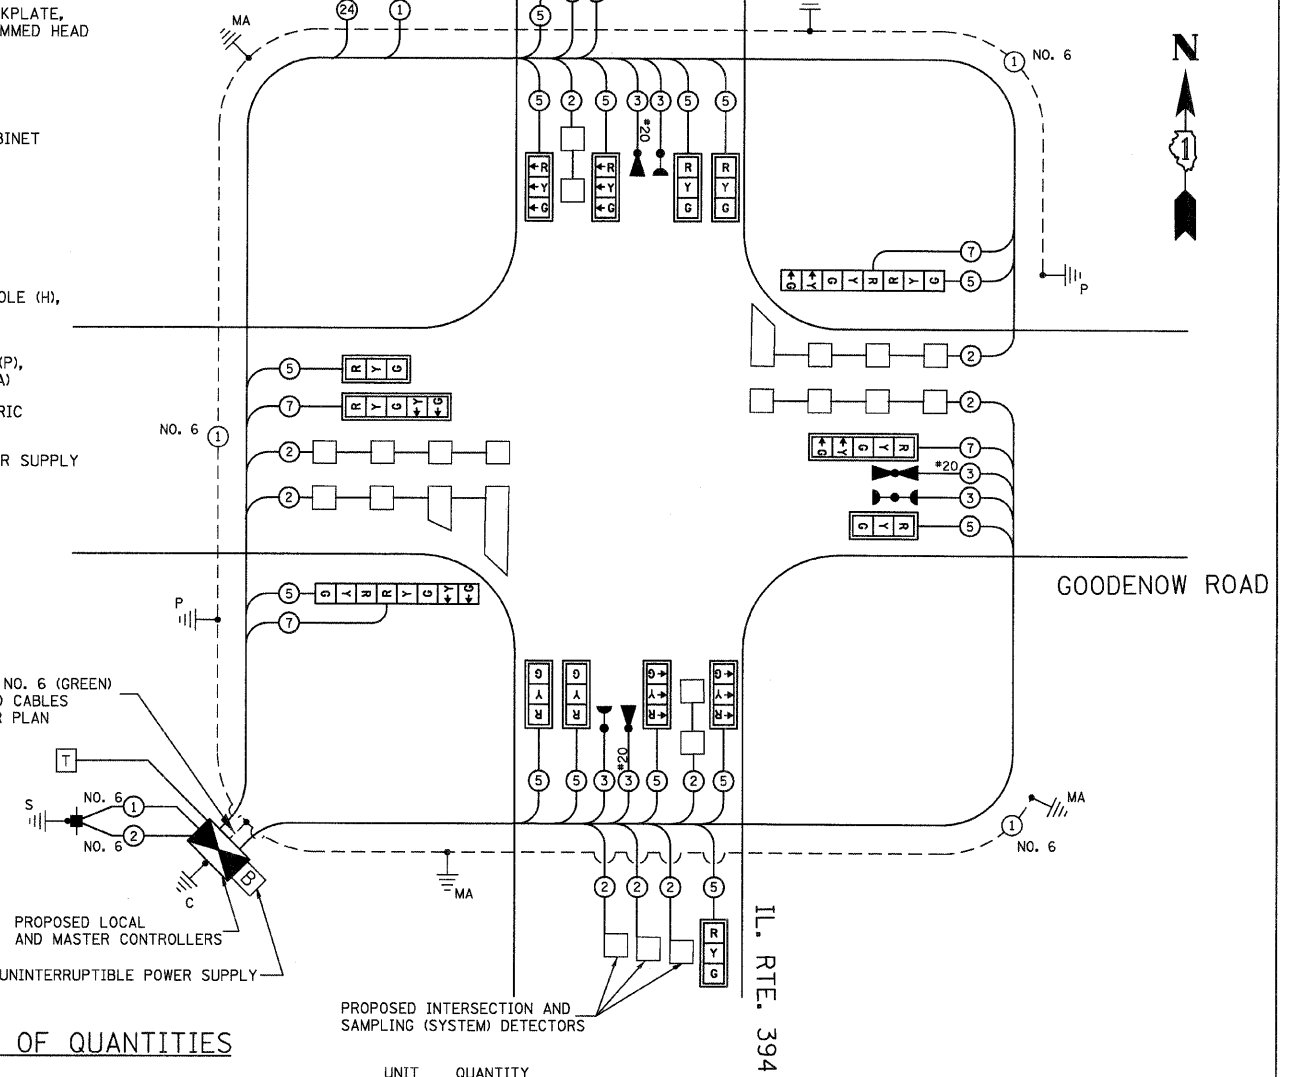 KPLATE,
MMED HEAD
BINET
OLE (H),
(P),
A)
RIC
R SUPPLY
MA
24
1
5
N
1
1 NO. 6
5 2 5 3 3 5 5
#20
←R ←Y ←G
←R ←Y ←G
R Y G
R Y G
7
←G ←Y G Y R R Y G 5
P
5 R Y G
7 R Y G ←Y ←G
2
2
2
2
←G ←Y G Y R 7
#20 3
3
G Y R 5
NO. 6 1
GOODENOW ROAD
P
5 G Y R R Y G ←Y ←G
7
NO. 6 (GREEN)
) CABLES
R PLAN
G Y R
G Y R
←G ←Y ←R
←G ←Y ←R
#20
5 5 3 3 5 2 5
T
S
NO. 6 1
NO. 6 2
C
B
MA
1
NO. 6
MA
2 2 2 5
R Y G
PROPOSED LOCAL
AND MASTER CONTROLLERS
UNINTERRUPTIBLE POWER SUPPLY
PROPOSED INTERSECTION AND
SAMPLING (SYSTEM) DETECTORS
IL. RTE. 394
OF QUANTITIES
UNIT QUANTITY